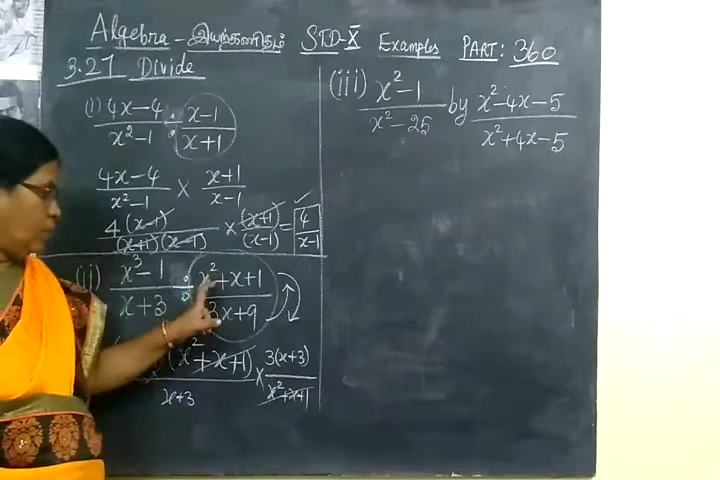 Algebra – இயற்கணிதம் STD-X Examples PART: 360
3.27 Divide
(i) 4x-4 / x²-1 ÷ x-1 / x+1
4x-4 / x²-1 × x+1 / x-1
4(x-1) / (x+1)(x-1) × (x+1) / (x-1) = 4 / x-1
(ii) x³-1 / x+3 ÷ x²+x+1 / 3x+9
(x²+x+1) / x+3 × 3(x+3) / x²+x+1
(iii) x²-1 / x²-25 by x²-4x-5 / x²+4x-5